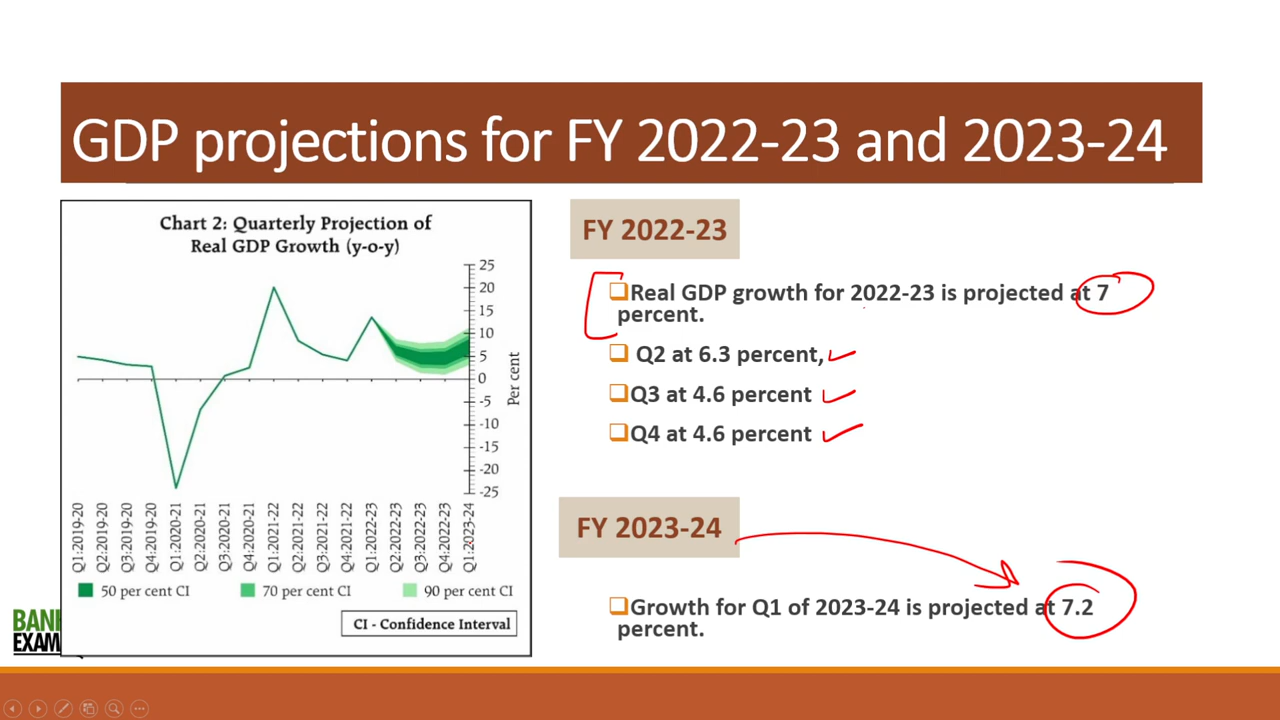 GDP projections for FY 2022-23 and 2023-24
Chart 2: Quarterly Projection of
Real GDP Growth (y-o-y)
25
20
15
10
5
0
-5
-10
-15
-20
-25
Per cent
Q1:2019-20
Q2:2019-20
Q3:2019-20
Q4:2019-20
Q1:2020-21
Q2:2020-21
Q3:2020-21
Q4:2020-21
Q1:2021-22
Q2:2021-22
Q3:2021-22
Q4:2021-22
Q1:2022-23
Q2:2022-23
Q3:2022-23
Q4:2022-23
Q1:2023-24
50 per cent CI
70 per cent CI
90 per cent CI
CI - Confidence Interval
FY 2022-23
Real GDP growth for 2022-23 is projected at 7
percent.
Q2 at 6.3 percent,
Q3 at 4.6 percent
Q4 at 4.6 percent
FY 2023-24
Growth for Q1 of 2023-24 is projected at 7.2
percent.
BANK
EXAM